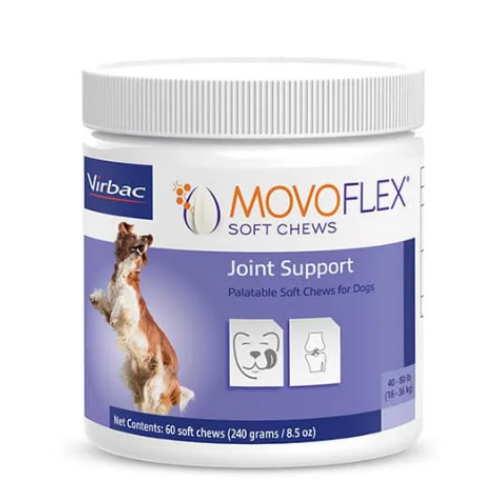 Virbac
MOVOFLEX®
SOFT CHEWS
Joint Support
Palatable Soft Chews for Dogs
40 - 80 lb
(18 - 36 kg)
Net Contents: 60 soft chews (240 grams / 8.5 oz)